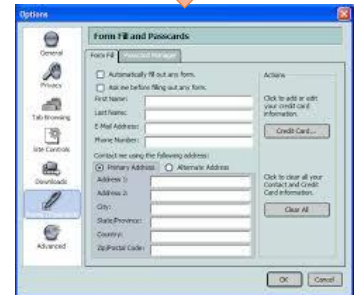 Options
General
Privacy
Tab Browsing
Site Controls
Downloads
Advanced
Form Fill and Passcards
Form Fill
Automatically fill out any form.
Ask me before filling out any form.
First Name:
Last Name:
E-Mail Address:
Phone Number:
Contact me using the following address:
Primary Address
Alternate Address
Address 1:
Address 2:
City:
State/Province:
Country:
Zip/Postal Code:
Actions
Click to add or edit
your credit card
information.
Credit Card...
Click to clear all your
Contact and Credit
Card information.
Clear All
OK
Cancel